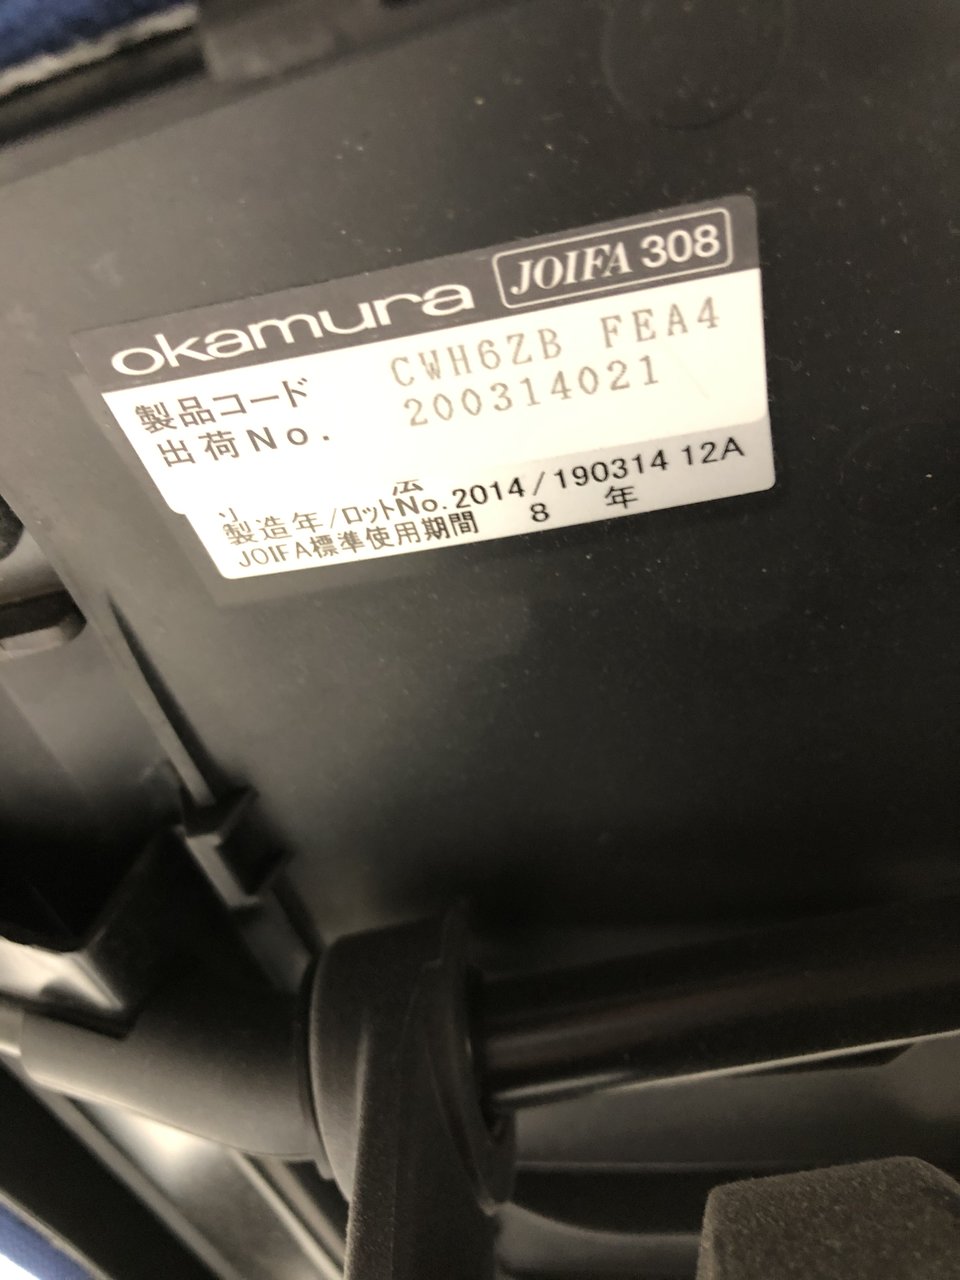 okamura JOIFA 308
製品コード CWH6ZB FEA4
出荷No. 200314021
製造年/ロットNo. 2014/190314 12A
JOIFA標準使用期間 8 年